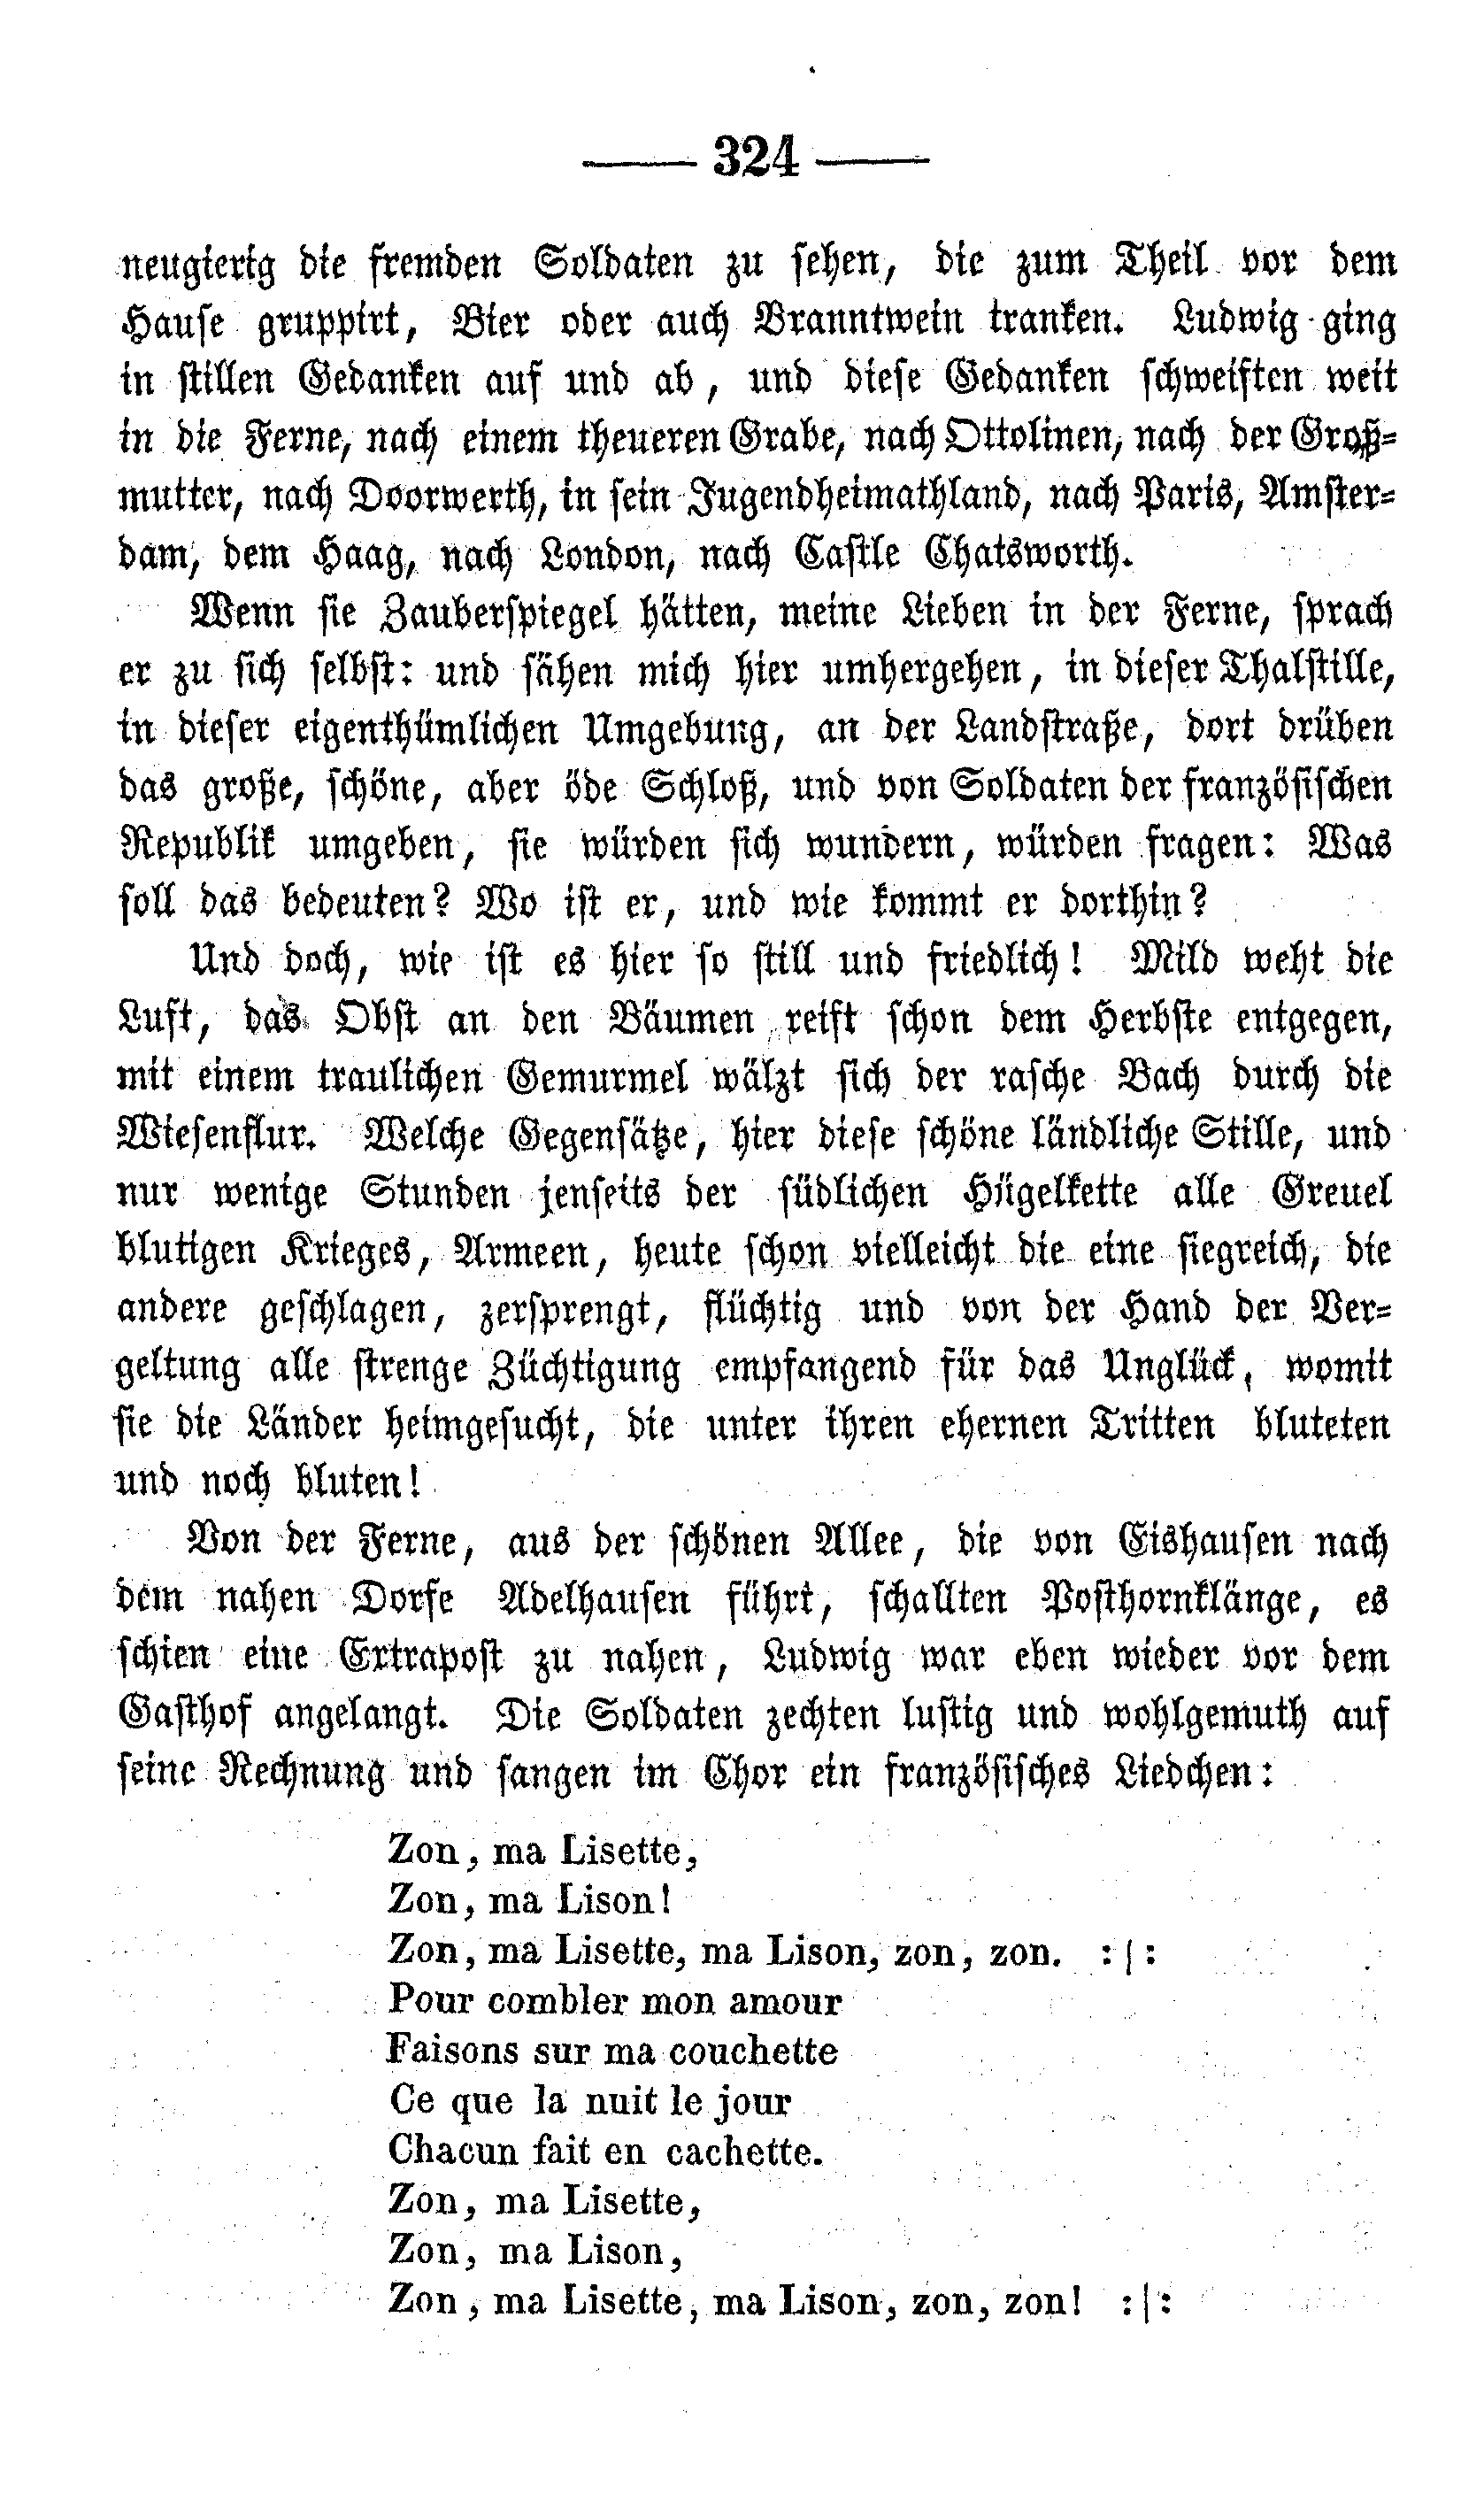 — 324 —
neugierig die fremden Soldaten zu sehen, die zum Theil vor dem
Hause gruppirt, Bier oder auch Branntwein tranken. Ludwig ging
in stillen Gedanken auf und ab, und diese Gedanken schweiften weit
in die Ferne, nach einem theueren Grabe, nach Ottolinen, nach der Groß-
mutter, nach Doorwerth, in sein Jugendheimathland, nach Paris, Amster-
dam, dem Haag, nach London, nach Castle Chatsworth.
Wenn sie Zauberspiegel hätten, meine Lieben in der Ferne, sprach
er zu sich selbst: und sähen mich hier umhergehen, in dieser Thalstille,
in dieser eigenthümlichen Umgebung, an der Landstraße, dort drüben
das große, schöne, aber öde Schloß, und von Soldaten der französischen
Republik umgeben, sie würden sich wundern, würden fragen: Was
soll das bedeuten? Wo ist er, und wie kommt er dorthin?
Und doch, wie ist es hier so still und friedlich! Mild weht die
Luft, das Obst an den Bäumen reift schon dem Herbste entgegen,
mit einem traulichen Gemurmel wälzt sich der rasche Bach durch die
Wiesenflur. Welche Gegensätze, hier diese schöne ländliche Stille, und
nur wenige Stunden jenseits der südlichen Hügelkette alle Greuel
blutigen Krieges, Armeen, heute schon vielleicht die eine siegreich, die
andere geschlagen, zersprengt, flüchtig und von der Hand der Ver-
geltung alle strenge Züchtigung empfangend für das Unglück, womit
sie die Länder heimgesucht, die unter ihren ehernen Tritten bluteten
und noch bluten!
Von der Ferne, aus der schönen Allee, die von Eishausen nach
dem nahen Dorfe Adelhausen führt, schallten Posthornklänge, es
schien eine Extrapost zu nahen, Ludwig war eben wieder vor dem
Gasthof angelangt. Die Soldaten zechten lustig und wohlgemuth auf
seine Rechnung und sangen im Chor ein französisches Liedchen:
Zon, ma Lisette,
Zon, ma Lison!
Zon, ma Lisette, ma Lison, zon, zon. :|:
Pour combler mon amour
Faisons sur ma couchette
Ce que la nuit le jour
Chacun fait en cachette.
Zon, ma Lisette,
Zon, ma Lison,
Zon, ma Lisette, ma Lison, zon, zon! :|: